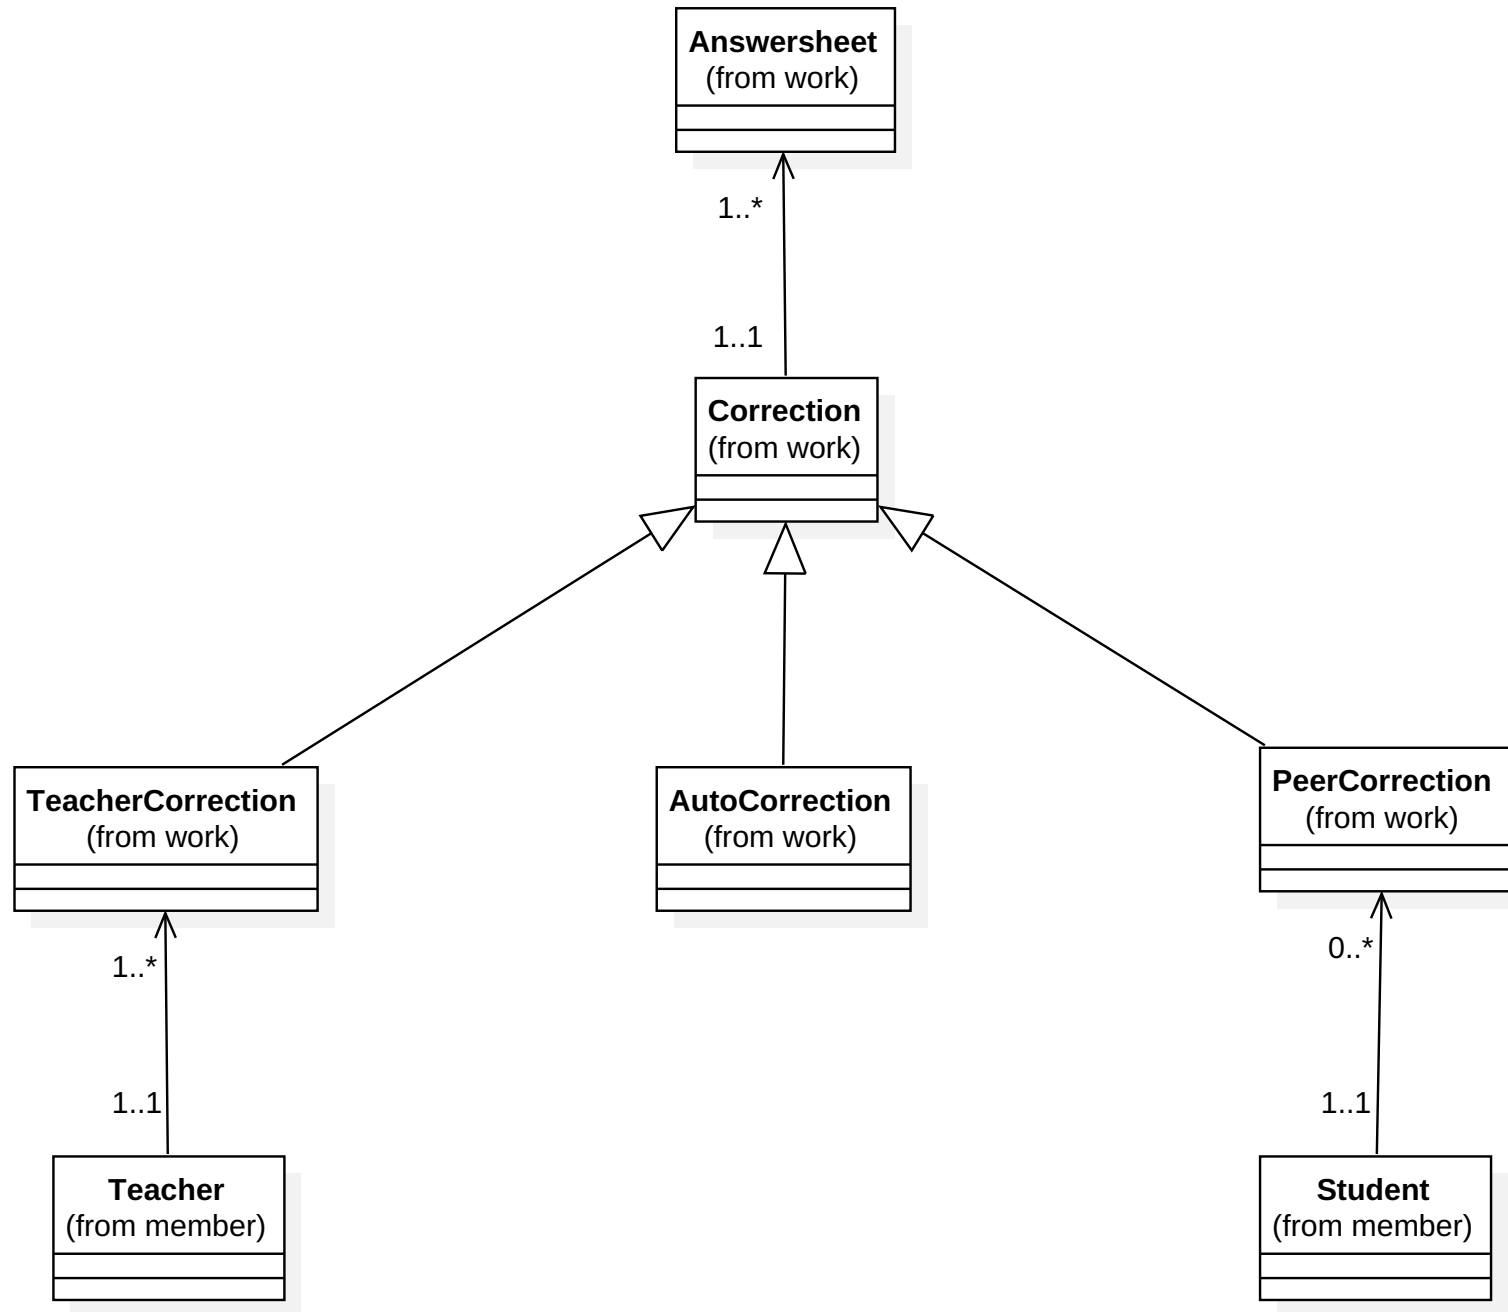 Answersheet
(from work)
1..*
1..1
Correction
(from work)
TeacherCorrection
(from work)
AutoCorrection
(from work)
PeerCorrection
(from work)
1..*
0..*
1..1
1..1
Teacher
(from member)
Student
(from member)